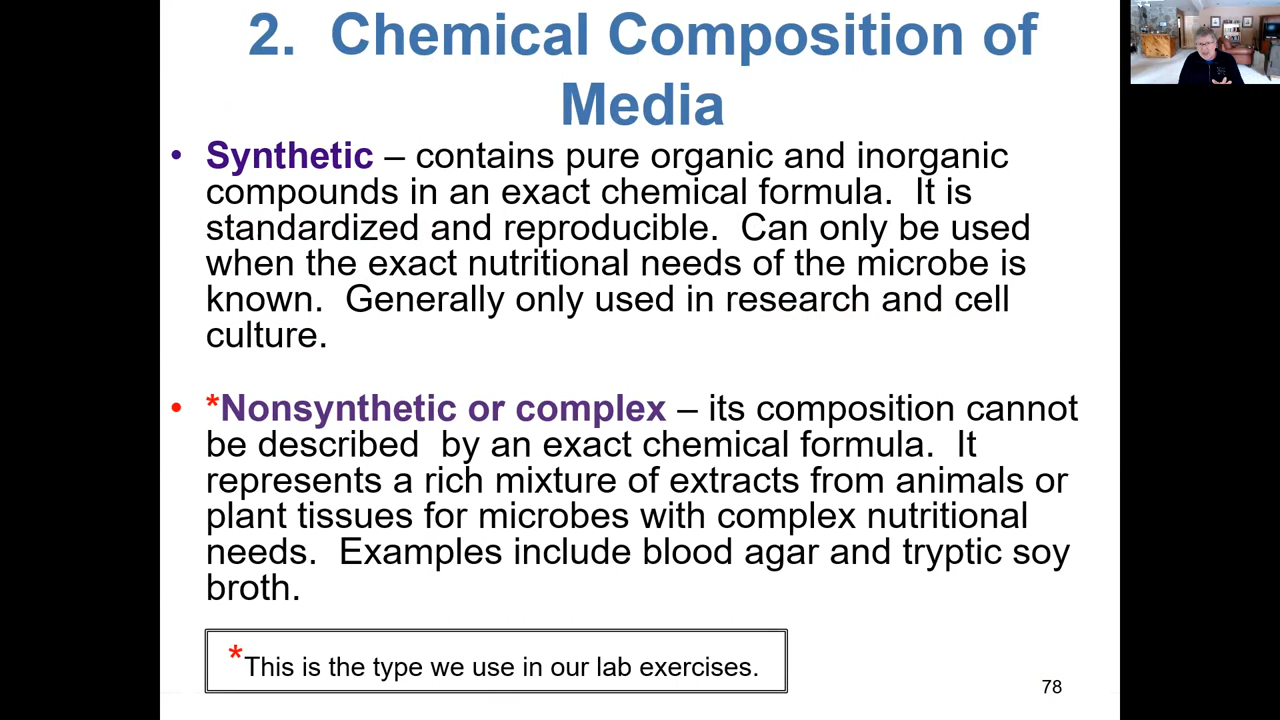 2.  Chemical Composition of
Media
• Synthetic – contains pure organic and inorganic
compounds in an exact chemical formula.  It is
standardized and reproducible.  Can only be used
when the exact nutritional needs of the microbe is
known.  Generally only used in research and cell
culture.
• *Nonsynthetic or complex – its composition cannot
be described  by an exact chemical formula.  It
represents a rich mixture of extracts from animals or
plant tissues for microbes with complex nutritional
needs.  Examples include blood agar and tryptic soy
broth.
*This is the type we use in our lab exercises.
78